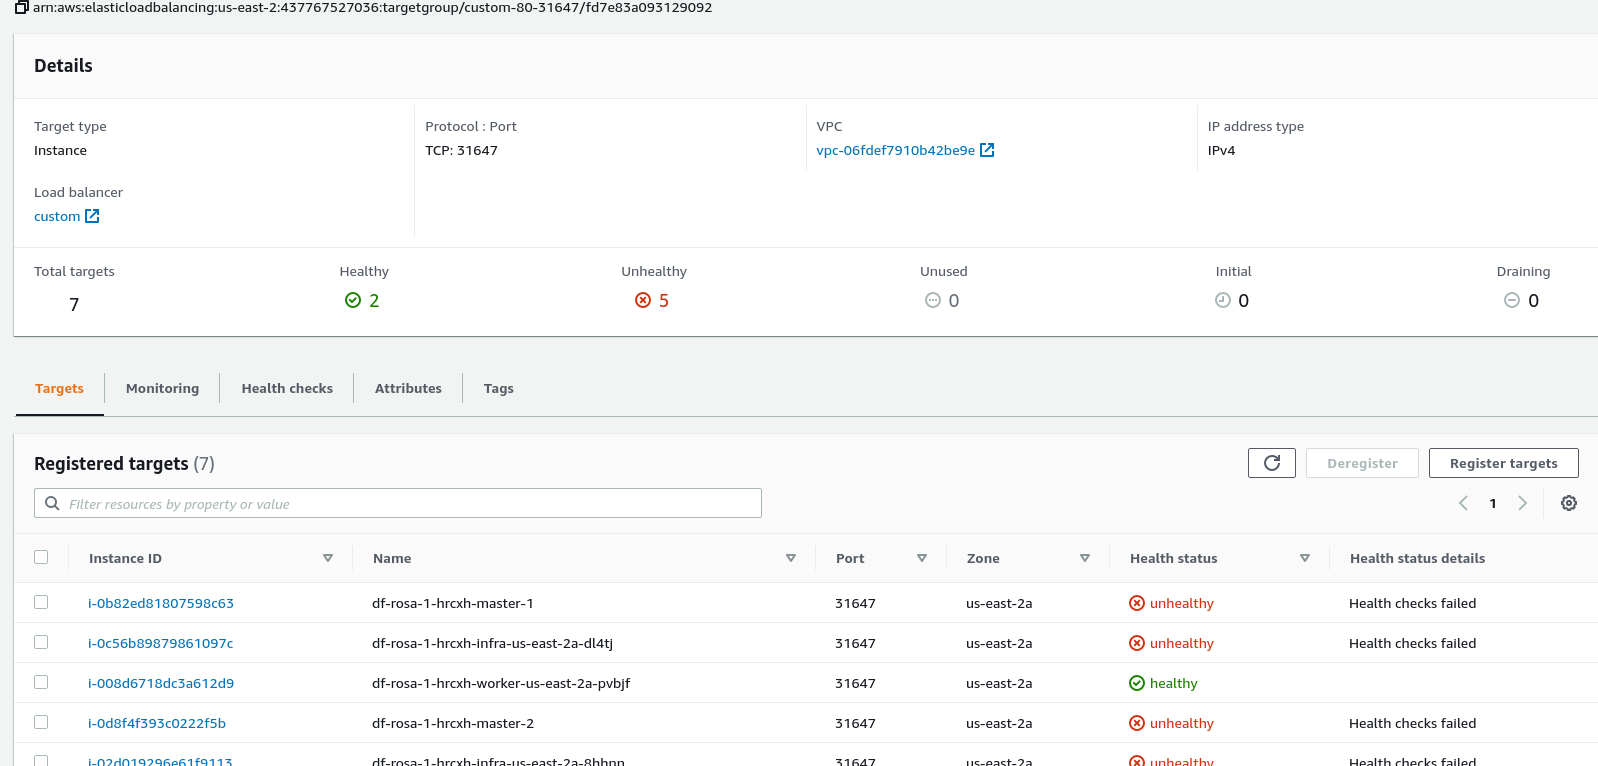 arn:aws:elasticloadbalancing:us-east-2:437767527036:targetgroup/custom-80-31647/fd7e83a093129092
Details
Target type
Instance
Protocol : Port
TCP: 31647
VPC
vpc-06fdef7910b42be9e
IP address type
IPv4
Load balancer
custom
Total targets
7
Healthy
2
Unhealthy
5
Unused
0
Initial
0
Draining
0
Targets Monitoring Health checks Attributes Tags
Registered targets (7)
Deregister Register targets
Filter resources by property or value
1
Instance ID Name Port Zone Health status Health status details
i-0b82ed81807598c63 df-rosa-1-hrcxh-master-1 31647 us-east-2a unhealthy Health checks failed
i-0c56b89879861097c df-rosa-1-hrcxh-infra-us-east-2a-dl4tj 31647 us-east-2a unhealthy Health checks failed
i-008d6718dc3a612d9 df-rosa-1-hrcxh-worker-us-east-2a-pvbjf 31647 us-east-2a healthy
i-0d8f4f393c0222f5b df-rosa-1-hrcxh-master-2 31647 us-east-2a unhealthy Health checks failed
i-02d019296e61f9113 df-rosa-1-hrcxh-infra-us-east-2a-8hhnn 31647 us-east-2a unhealthy Health checks failed